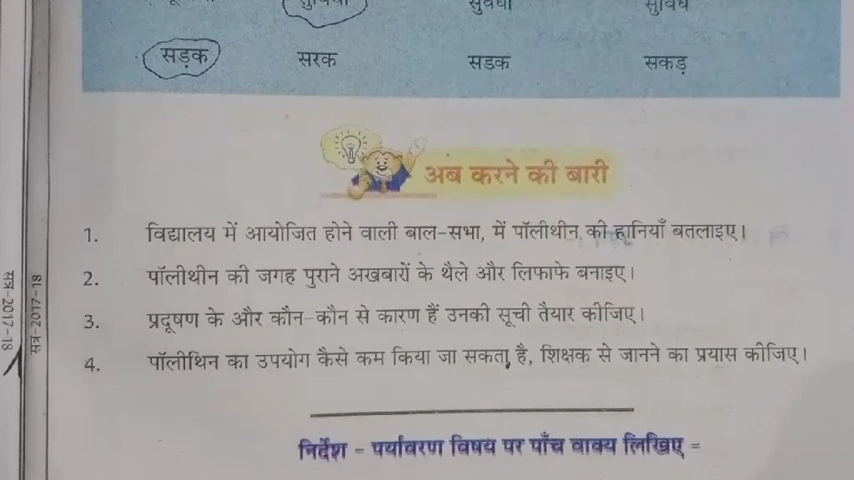 सुवधा सुविध
सड़क सरक सडक सकड़
अब करने की बारी
1. विद्यालय में आयोजित होने वाली बाल-सभा, में पॉलीथीन की हानियाँ बतलाइए।
2. पॉलीथीन की जगह पुराने अखबारों के थैले और लिफाफे बनाइए।
3. प्रदूषण के और कौन-कौन से कारण हैं उनकी सूची तैयार कीजिए।
4. पॉलीथिन का उपयोग कैसे कम किया जा सकता है, शिक्षक से जानने का प्रयास कीजिए।
निर्देश = पर्यावरण विषय पर पाँच वाक्य लिखिए =
सत्र-2017-18
सत्र-2017-18